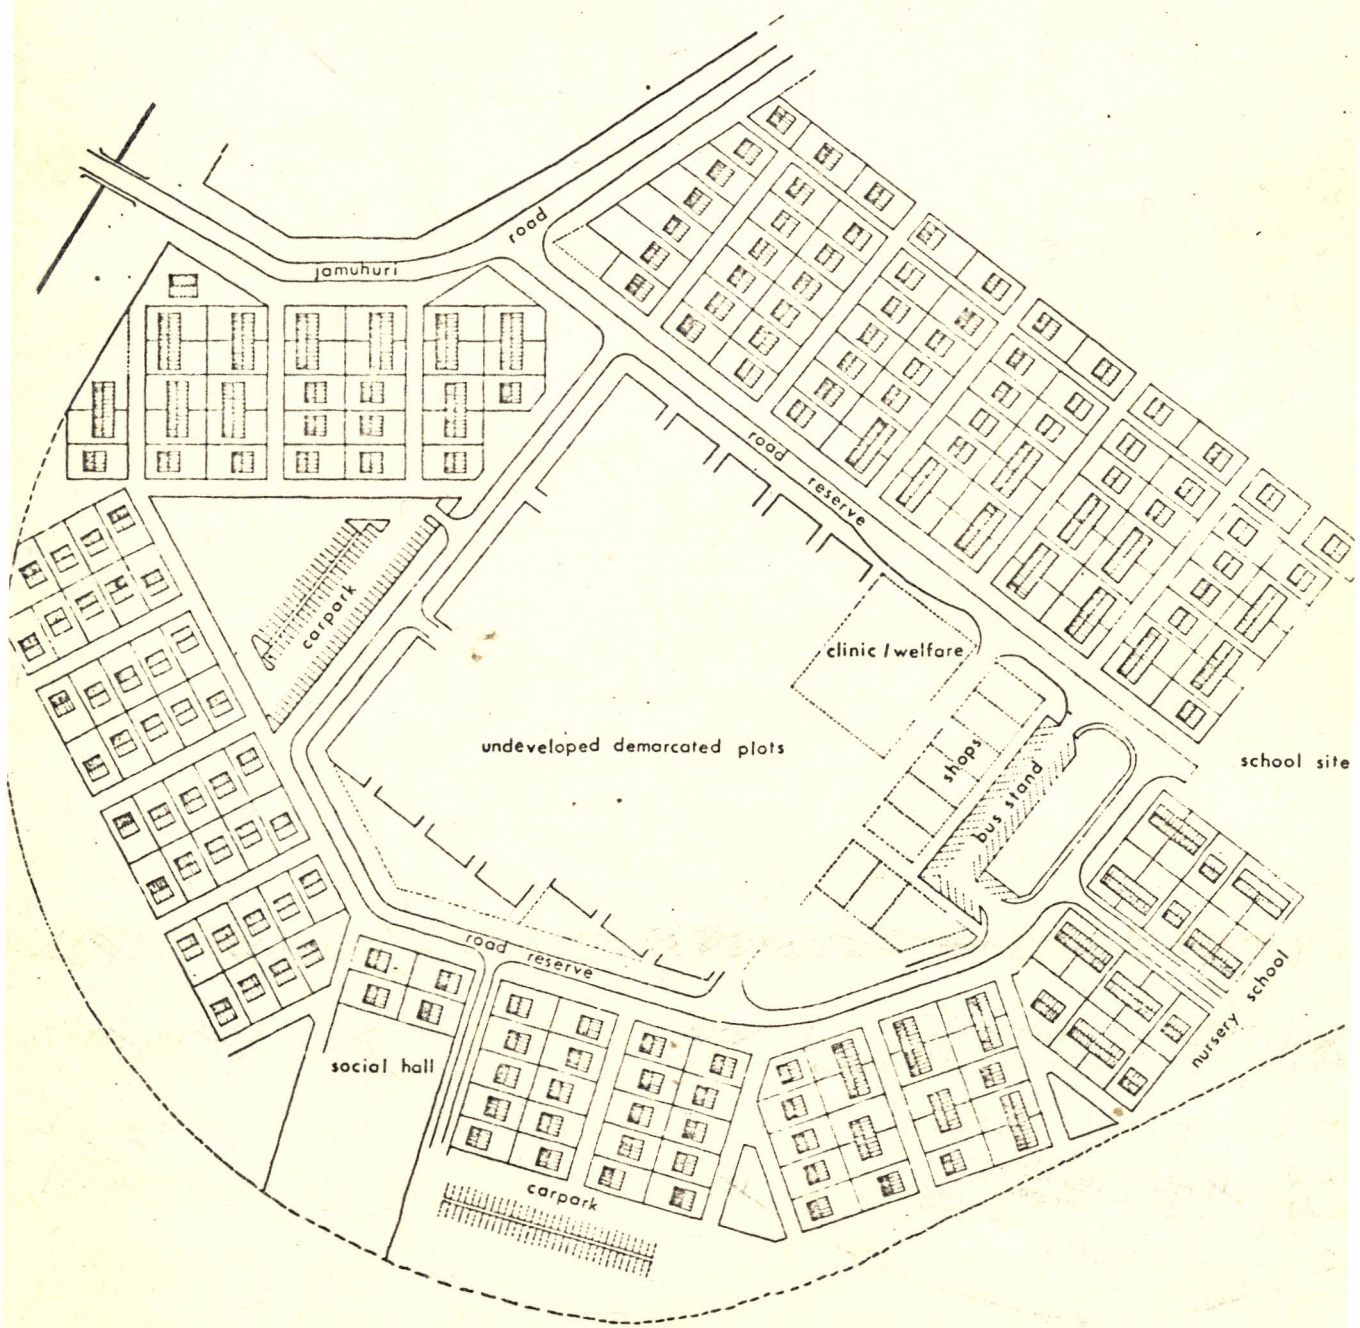 road
jamuhuri
road
reserve
carpark
clinic / welfare
undeveloped demarcated plots
shops
school site
bus stand
road
reserve
nursery school
social hall
carpark